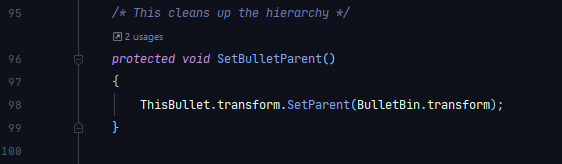 95 /* This cleans up the hierarchy */
2 usages
96 protected void SetBulletParent()
97 {
98 ThisBullet.transform.SetParent(BulletBin.transform);
99 }
100